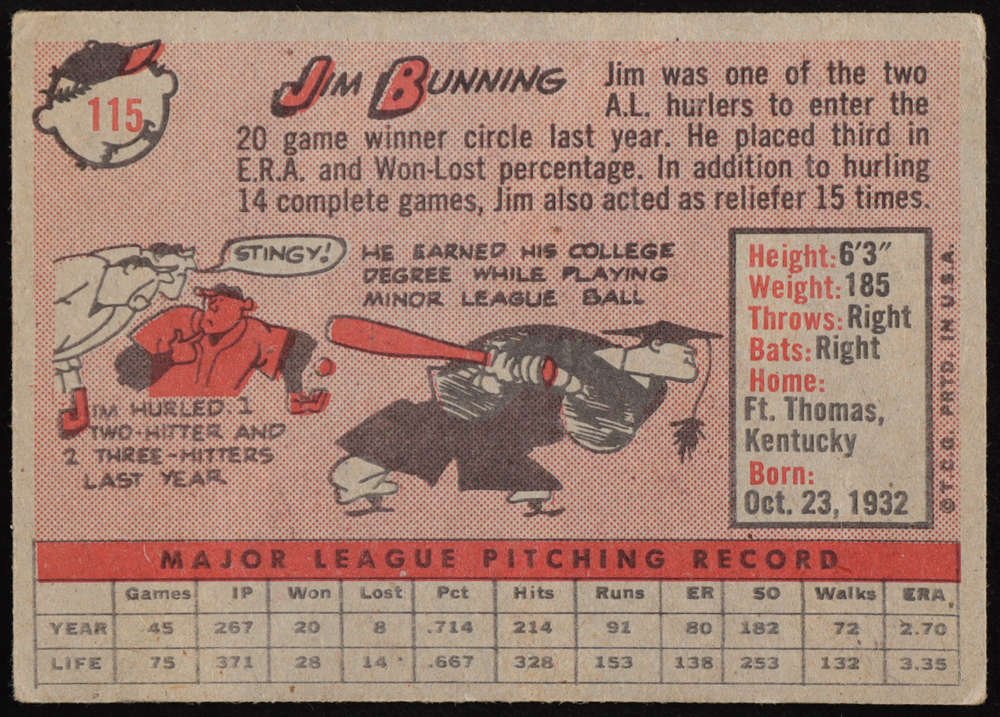 115
JIM BUNNING
Jim was one of the two
A.L. hurlers to enter the
20 game winner circle last year. He placed third in
E.R.A. and Won-Lost percentage. In addition to hurling
14 complete games, Jim also acted as reliefer 15 times.
STINGY!
HE EARNED HIS COLLEGE
DEGREE WHILE PLAYING
MINOR LEAGUE BALL
JIM HURLED 1
TWO-HITTER AND
2 THREE-HITTERS
LAST YEAR
Height: 6'3"
Weight: 185
Throws: Right
Bats: Right
Home:
Ft. Thomas,
Kentucky
Born:
Oct. 23, 1932
© T.C.G. PRTD. IN U.S.A.
MAJOR LEAGUE PITCHING RECORD
Games IP Won Lost Pct Hits Runs ER SO Walks ERA
YEAR 45 267 20 8 .714 214 91 80 182 72 2.70
LIFE 75 371 28 14 .667 328 153 138 253 132 3.35